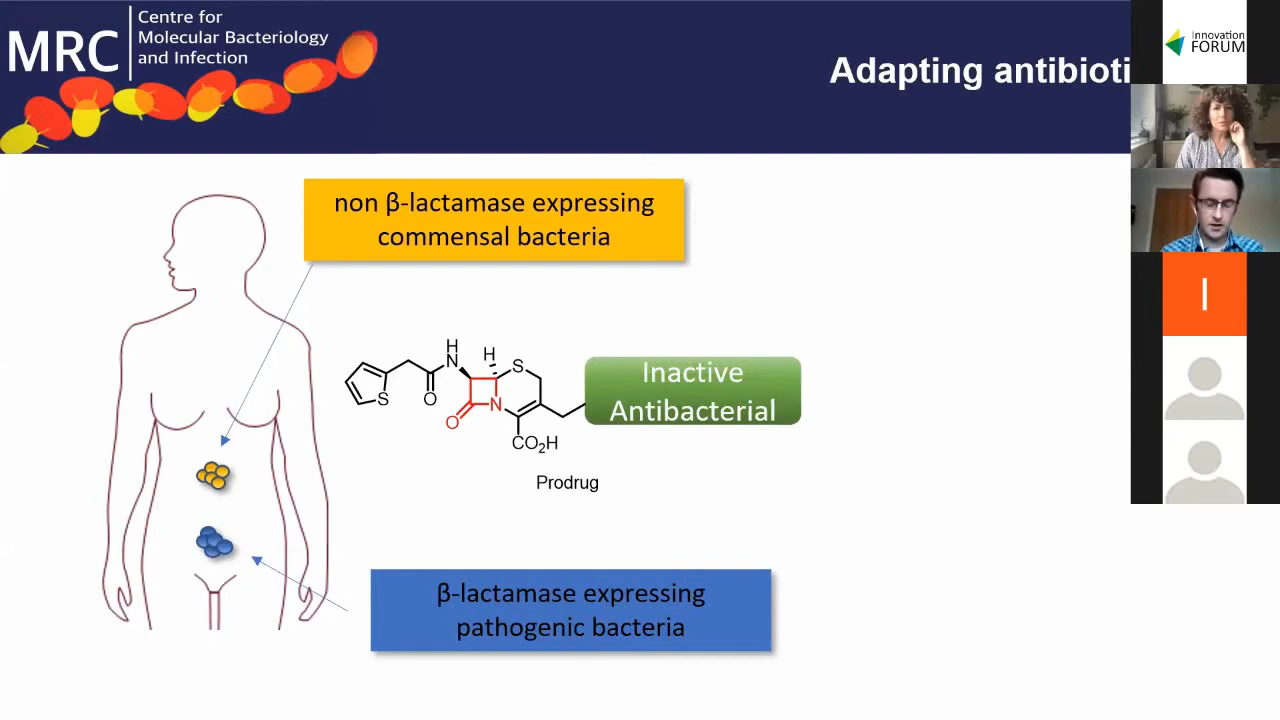 MRC
Centre for
Molecular Bacteriology
and Infection
Adapting antibioti
Innovation
FORUM
non β-lactamase expressing
commensal bacteria
I
H
N
H
S
S
O
N
O
CO2H
Inactive
Antibacterial
Prodrug
β-lactamase expressing
pathogenic bacteria